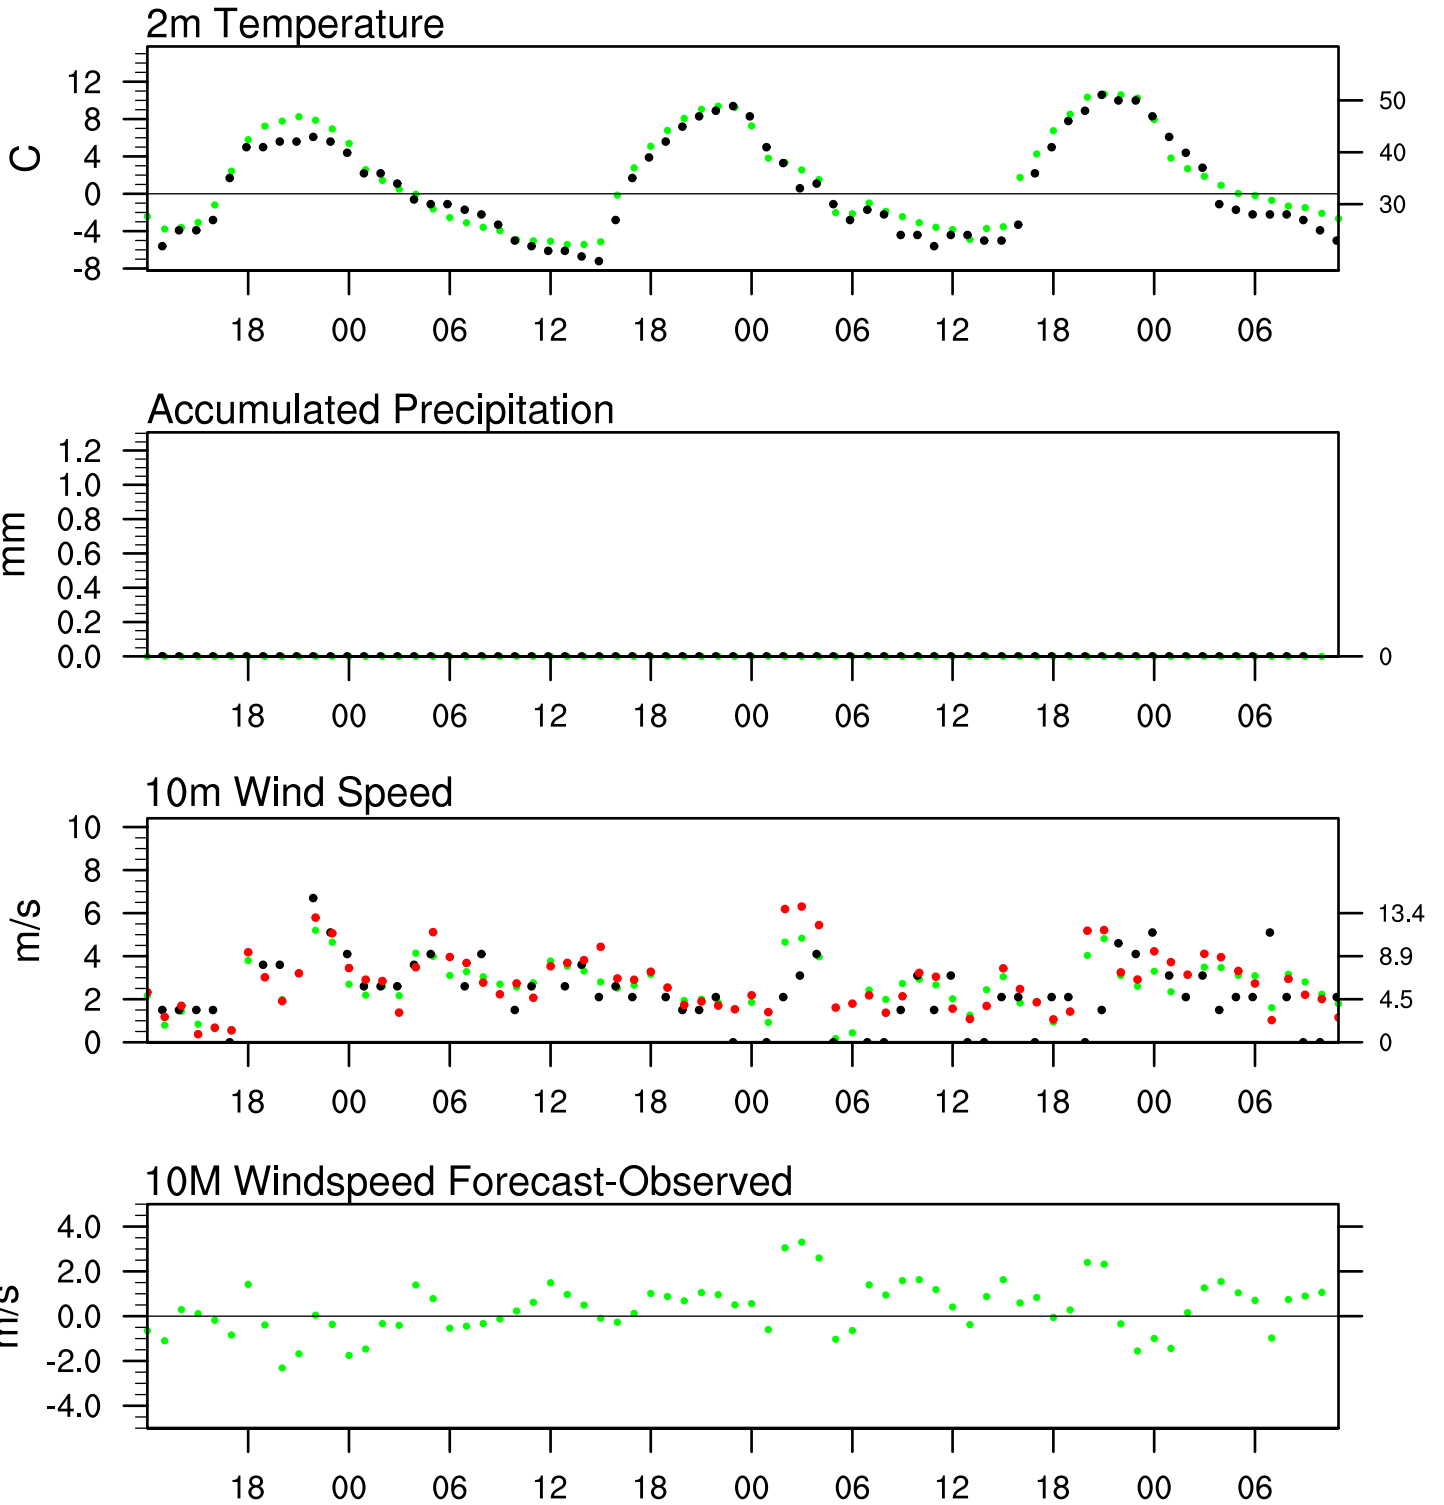 2m Temperature
12
8
4
0
-4
-8
C
50
40
30
18 00 06 12 18 00 06 12 18 00 06
Accumulated Precipitation
1.2
1.0
0.8
0.6
0.4
0.2
0.0
mm
0
18 00 06 12 18 00 06 12 18 00 06
10m Wind Speed
10
8
6
4
2
0
m/s
13.4
8.9
4.5
0
18 00 06 12 18 00 06 12 18 00 06
10M Windspeed Forecast-Observed
4.0
2.0
0.0
-2.0
-4.0
m/s
18 00 06 12 18 00 06 12 18 00 06